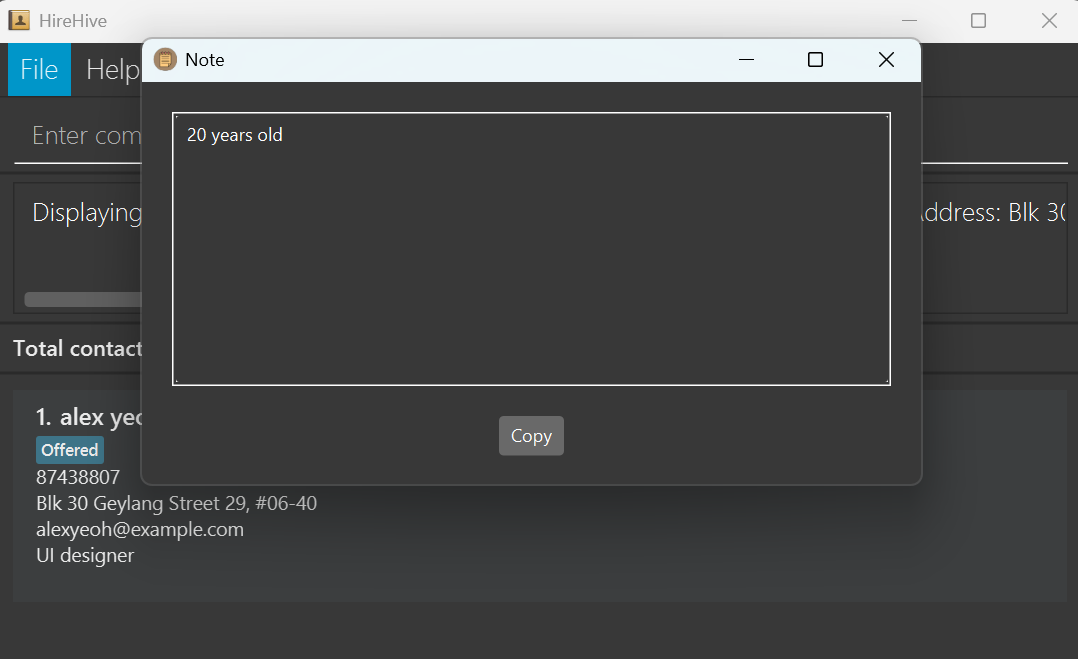 HireHive
Note
File
Help
20 years old
Enter com
Displaying
Address: Blk 30
Total contact
Copy
1. alex yeo
Offered
87438807
Blk 30 Geylang Street 29, #06-40
alexyeoh@example.com
UI designer